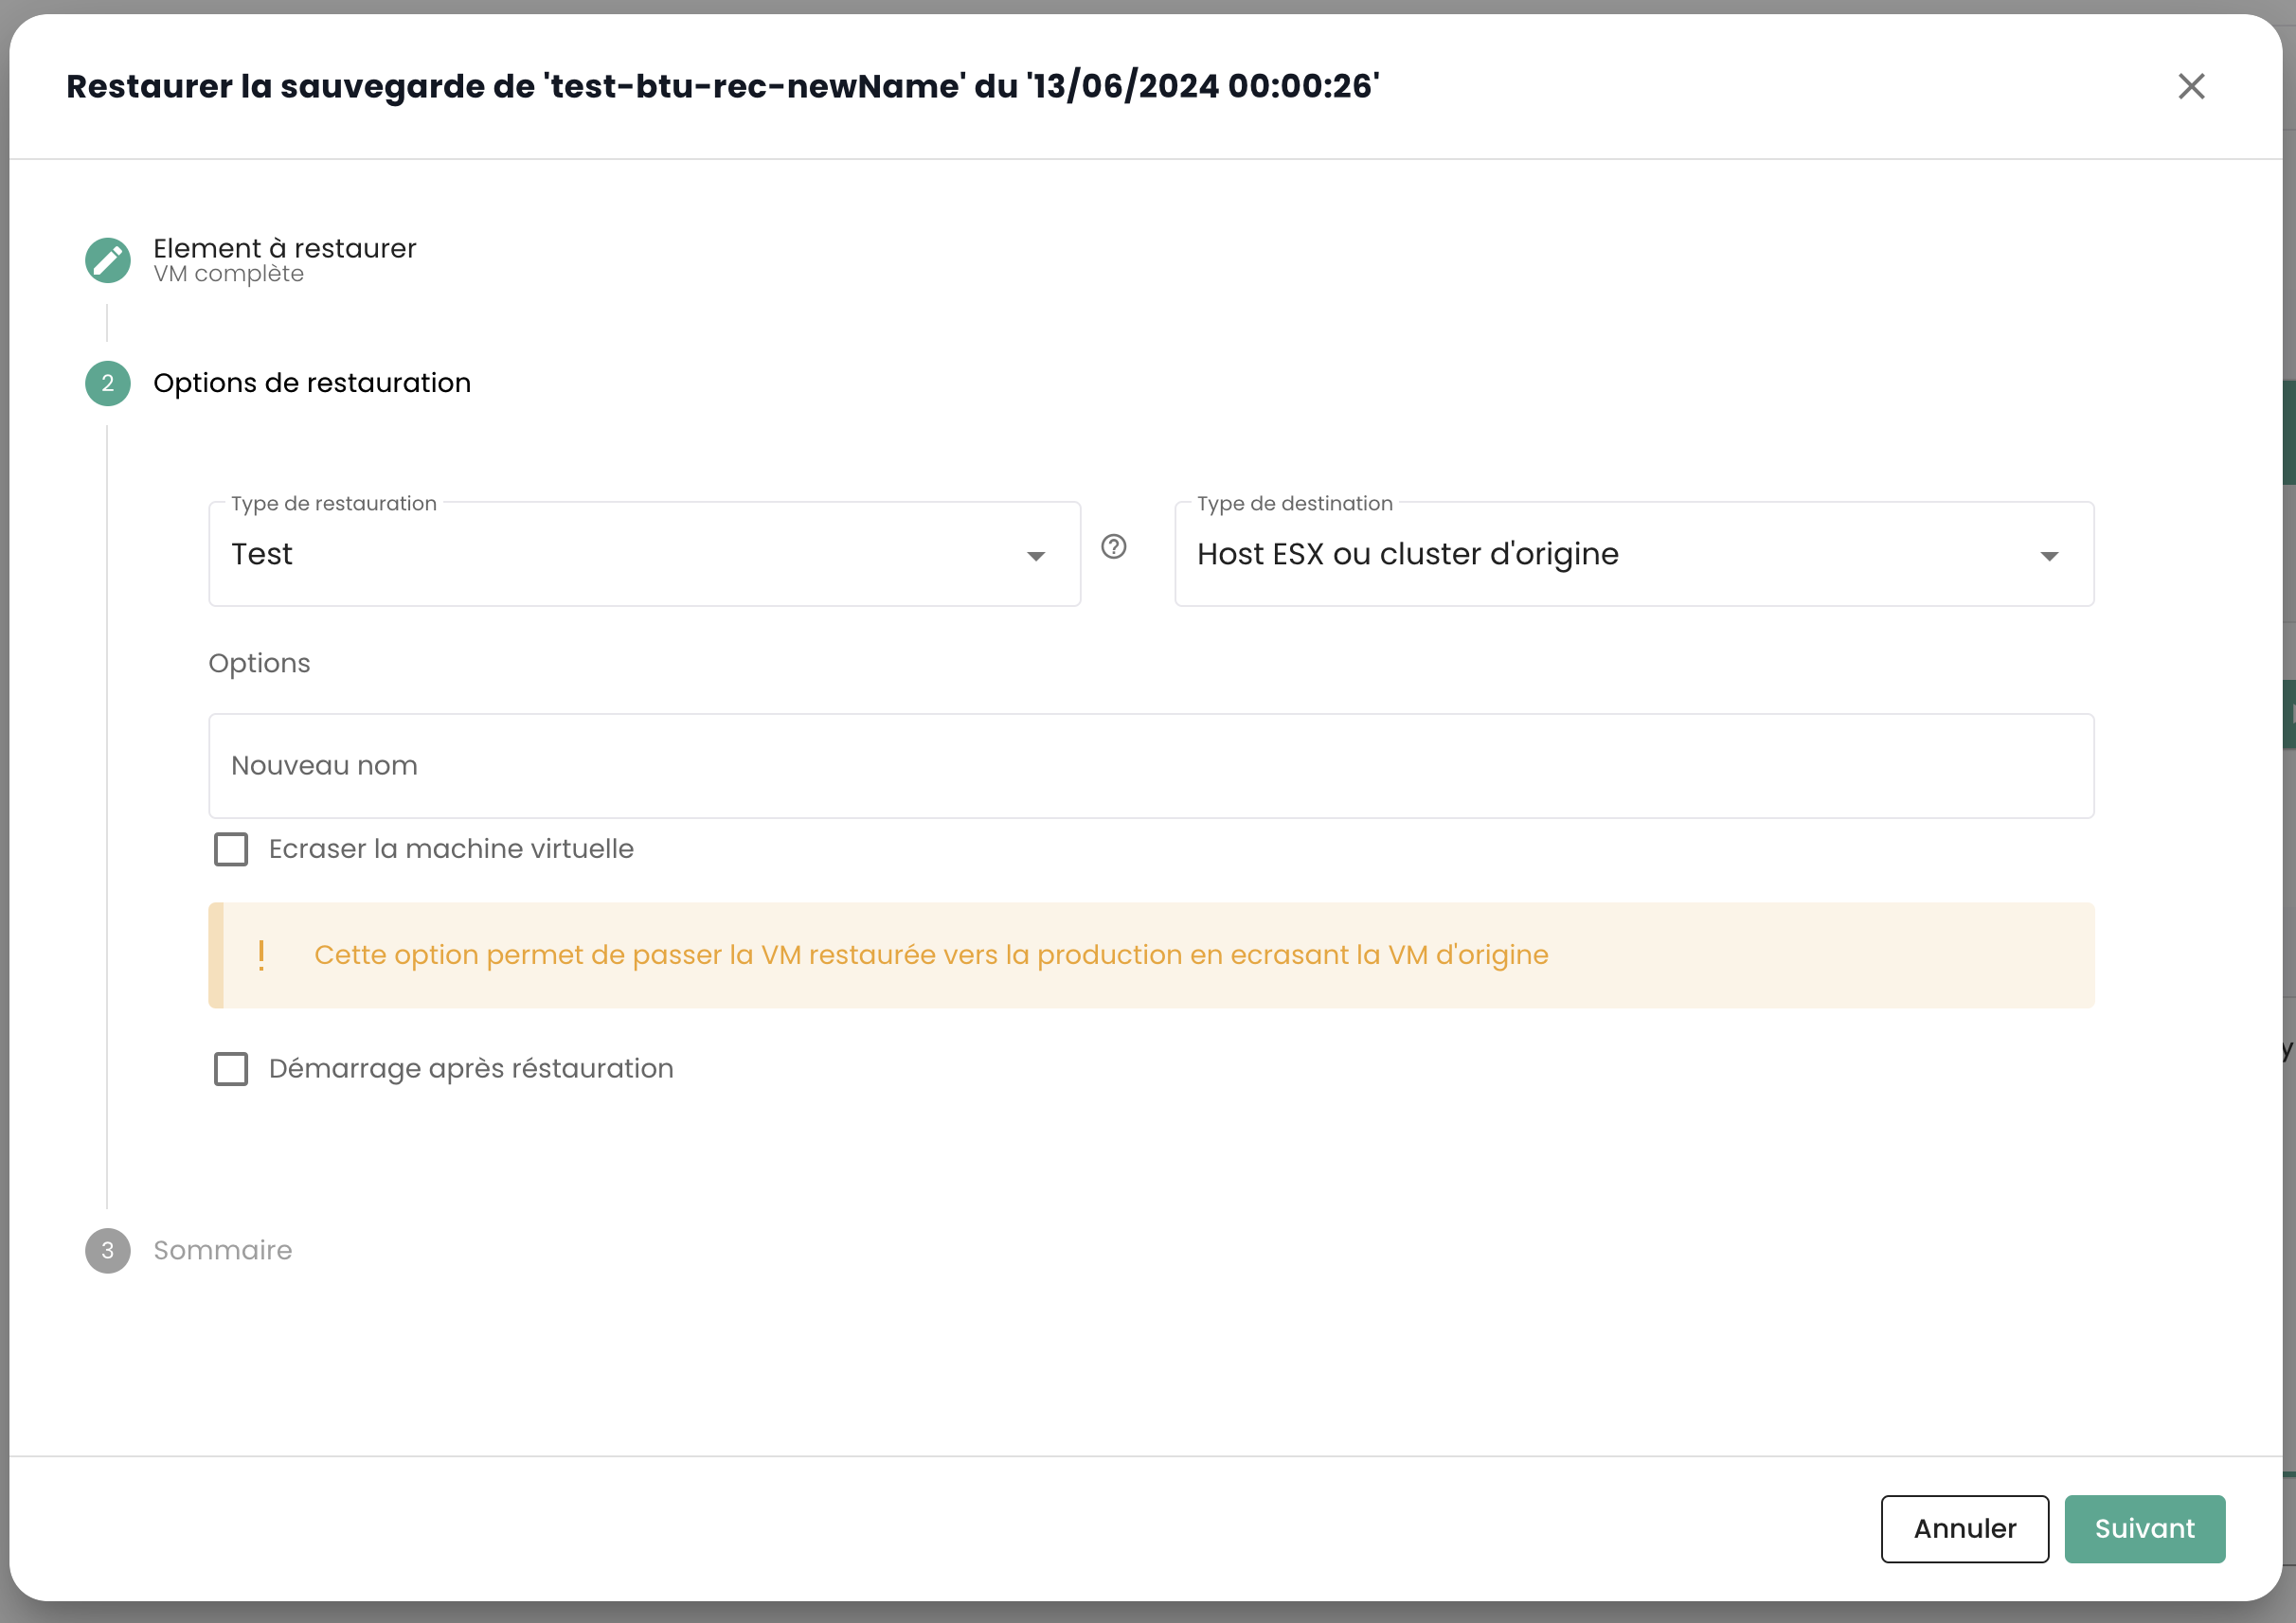 Restaurer la sauvegarde de 'test-btu-rec-newName' du '13/06/2024 00:00:26'
Element à restaurer
VM complète
2 Options de restauration
Type de restauration
Test
Type de destination
Host ESX ou cluster d'origine
Options
Nouveau nom
Ecraser la machine virtuelle
! Cette option permet de passer la VM restaurée vers la production en ecrasant la VM d'origine
Démarrage après réstauration
3 Sommaire
Annuler
Suivant